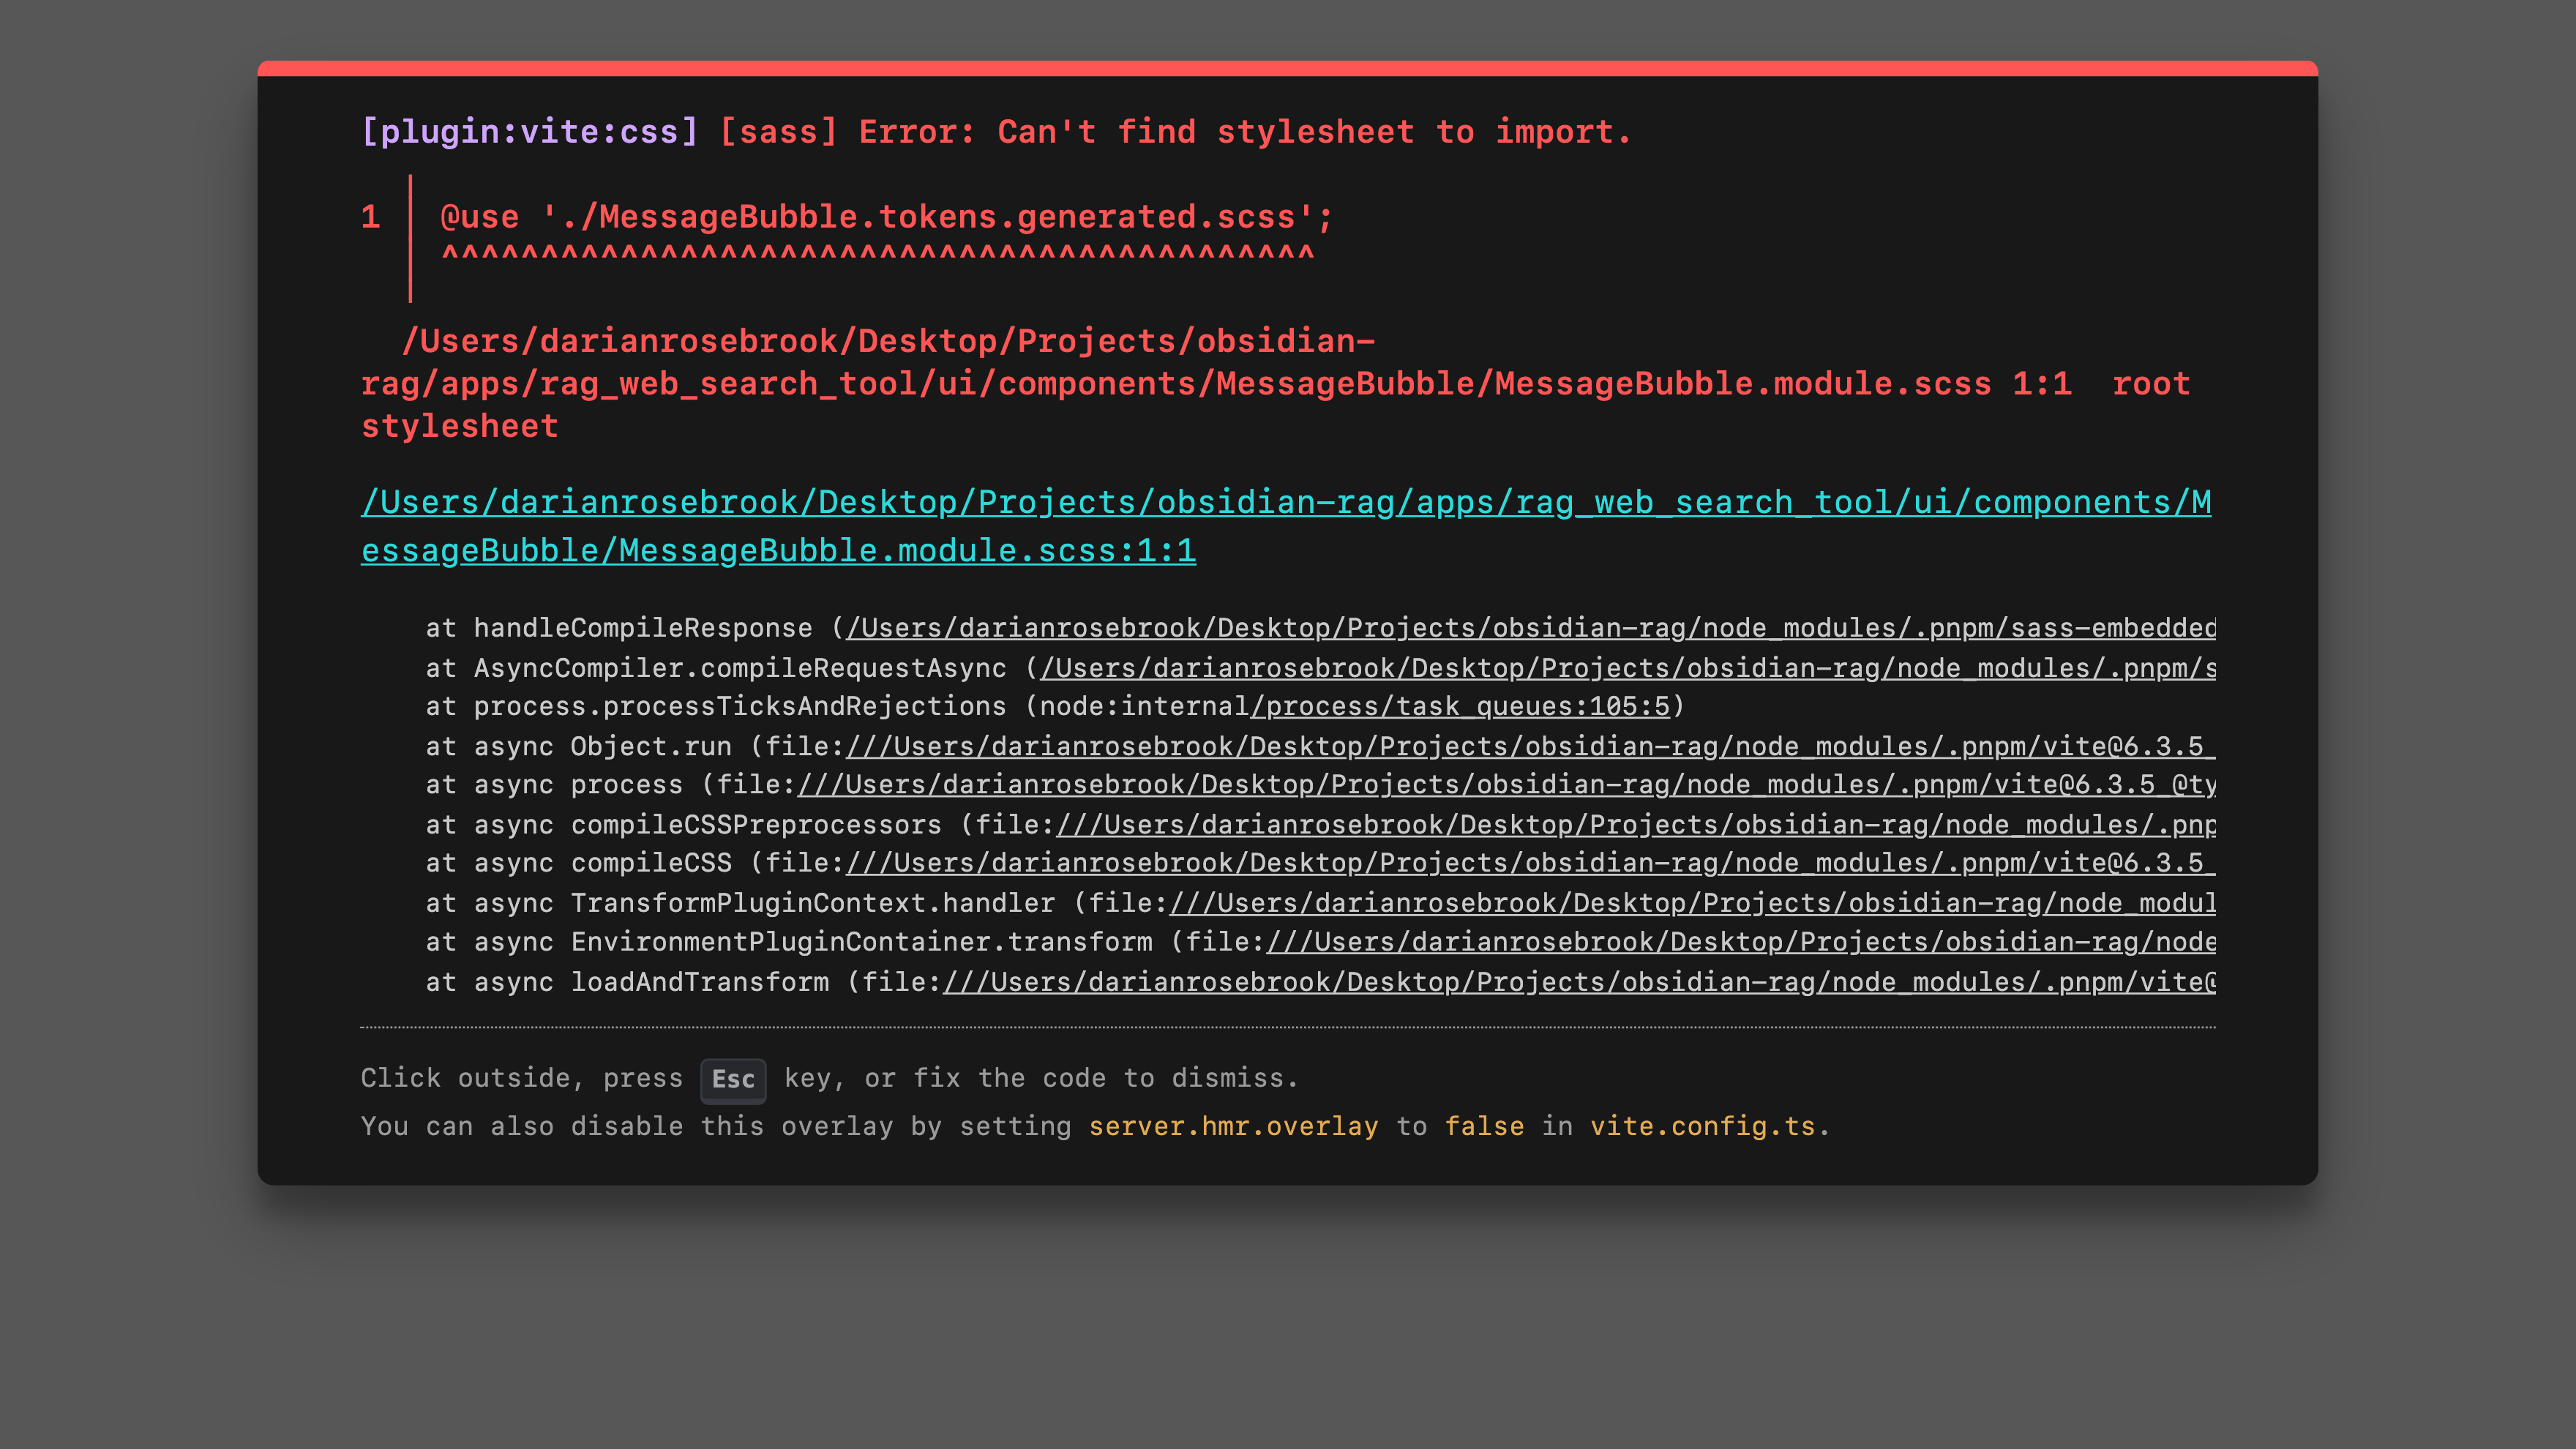 [plugin:vite:css] [sass] Error: Can't find stylesheet to import.
1 │ @use './MessageBubble.tokens.generated.scss';
^^^^^^^^^^^^^^^^^^^^^^^^^^^^^^^^^^^^^^^^^^^^
/Users/darianrosebrook/Desktop/Projects/obsidian-
rag/apps/rag_web_search_tool/ui/components/MessageBubble/MessageBubble.module.scss 1:1  root
stylesheet
/Users/darianrosebrook/Desktop/Projects/obsidian-rag/apps/rag_web_search_tool/ui/components/M
essageBubble/MessageBubble.module.scss:1:1
at handleCompileResponse (/Users/darianrosebrook/Desktop/Projects/obsidian-rag/node_modules/.pnpm/sass-embedded
at AsyncCompiler.compileRequestAsync (/Users/darianrosebrook/Desktop/Projects/obsidian-rag/node_modules/.pnpm/s
at process.processTicksAndRejections (node:internal/process/task_queues:105:5)
at async Object.run (file:///Users/darianrosebrook/Desktop/Projects/obsidian-rag/node_modules/.pnpm/vite@6.3.5_
at async process (file:///Users/darianrosebrook/Desktop/Projects/obsidian-rag/node_modules/.pnpm/vite@6.3.5_@ty
at async compileCSSPreprocessors (file:///Users/darianrosebrook/Desktop/Projects/obsidian-rag/node_modules/.pnp
at async compileCSS (file:///Users/darianrosebrook/Desktop/Projects/obsidian-rag/node_modules/.pnpm/vite@6.3.5_
at async TransformPluginContext.handler (file:///Users/darianrosebrook/Desktop/Projects/obsidian-rag/node_modul
at async EnvironmentPluginContainer.transform (file:///Users/darianrosebrook/Desktop/Projects/obsidian-rag/node
at async loadAndTransform (file:///Users/darianrosebrook/Desktop/Projects/obsidian-rag/node_modules/.pnpm/vite@
Click outside, press Esc key, or fix the code to dismiss.
You can also disable this overlay by setting server.hmr.overlay to false in vite.config.ts.